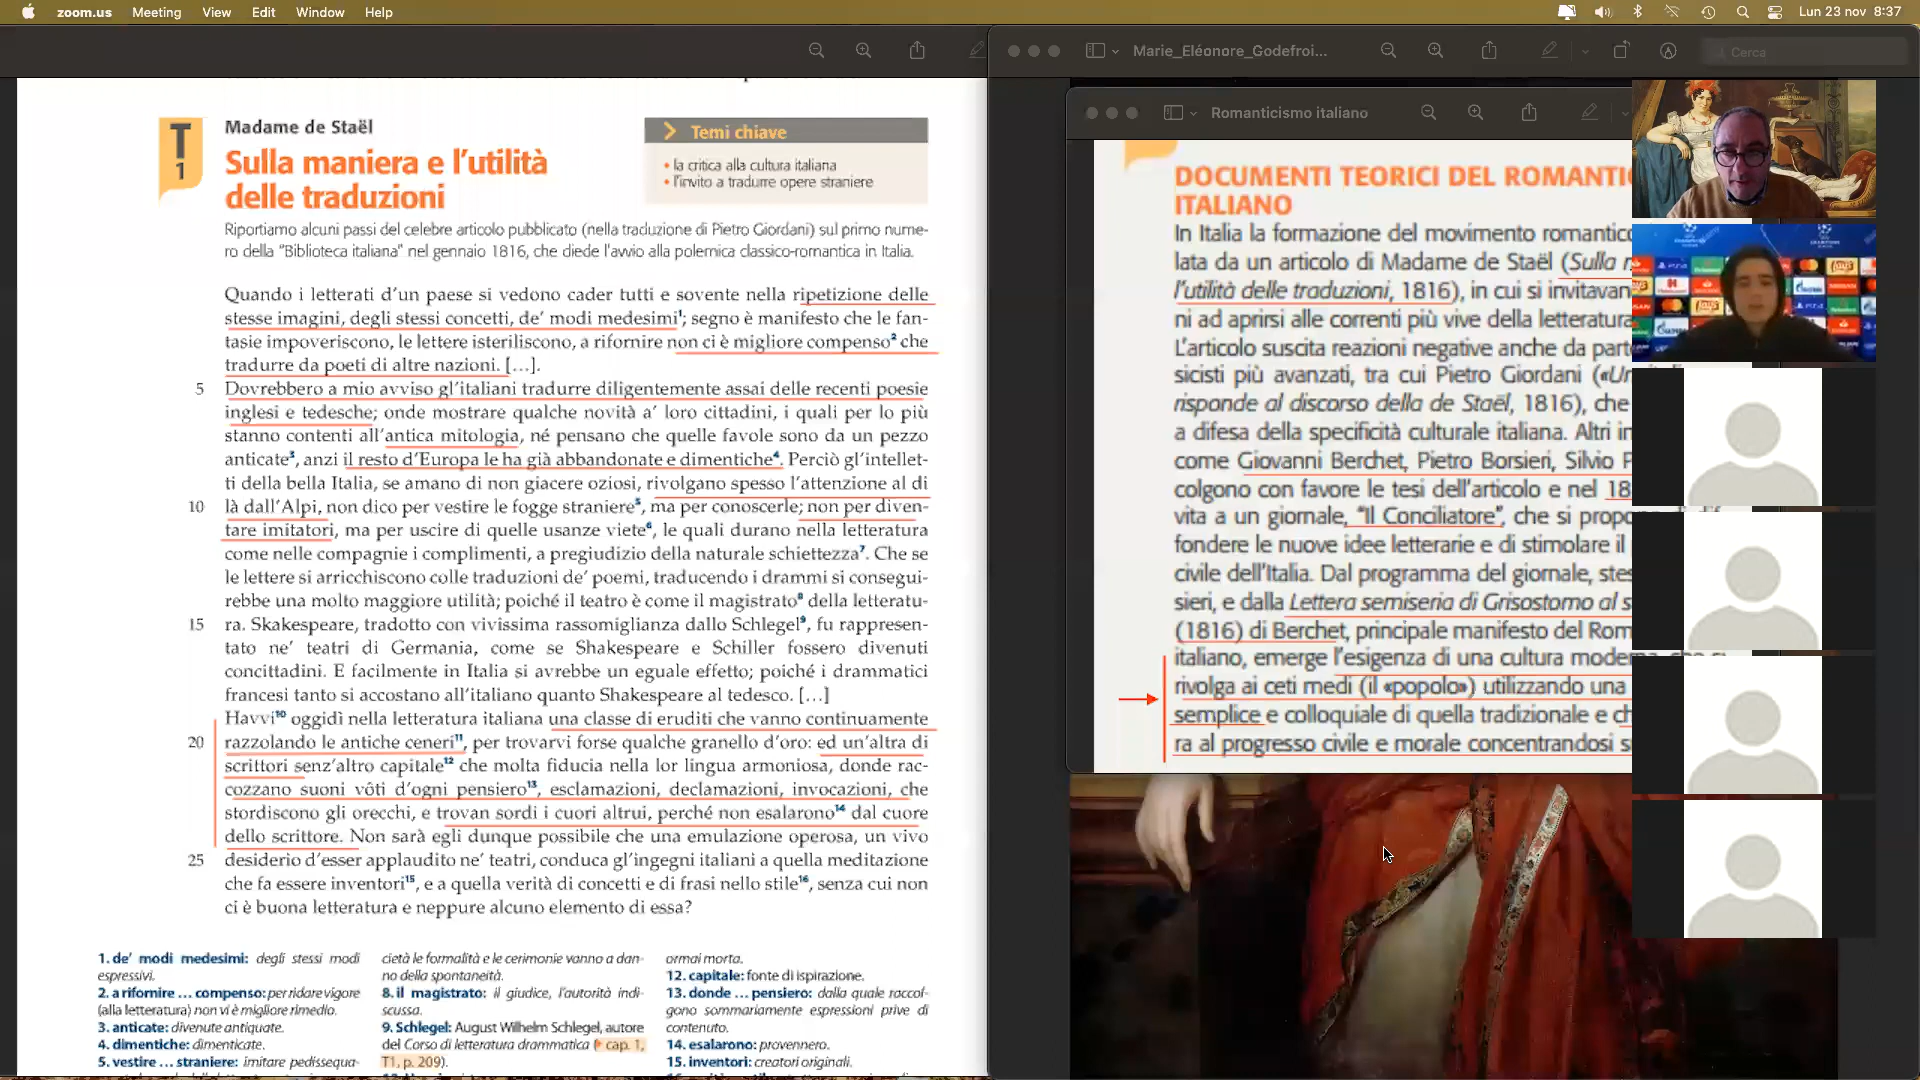 zoom.us Meeting View Edit Window Help
Lun 23 nov 8:37
Marie_Eléonore_Godefroi...
Cerca
Romanticismo italiano
T
1
Madame de Staël
Sulla maniera e l'utilità
delle traduzioni
Temi chiave
• la critica alla cultura italiana
• l'invito a tradurre opere straniere
Riportiamo alcuni passi del celebre articolo pubblicato (nella traduzione di Pietro Giordani) sul primo nume-
ro della "Biblioteca italiana" nel gennaio 1816, che diede l'avvio alla polemica classico-romantica in Italia.
Quando i letterati d'un paese si vedono cader tutti e sovente nella ripetizione delle
stesse imagini, degli stessi concetti, de' modi medesimi1; segno è manifesto che le fan-
tasie impoveriscono, le lettere isteriliscono, a rifornire non ci è migliore compenso2 che
tradurre da poeti di altre nazioni. [...].
5 Dovrebbero a mio avviso gl'italiani tradurre diligentemente assai delle recenti poesie
inglesi e tedesche; onde mostrare qualche novità a' loro cittadini, i quali per lo più
stanno contenti all'antica mitologia, né pensano che quelle favole sono da un pezzo
anticate3, anzi il resto d'Europa le ha già abbandonate e dimentiche4. Perciò gl'intellet-
ti della bella Italia, se amano di non giacere oziosi, rivolgano spesso l'attenzione al di
10 là dall'Alpi, non dico per vestire le fogge straniere5, ma per conoscerle; non per diven-
tare imitatori, ma per uscire di quelle usanze viete6, le quali durano nella letteratura
come nelle compagnie i complimenti, a pregiudizio della naturale schiettezza7. Che se
le lettere si arricchiscono colle traduzioni de' poemi, traducendo i drammi si consegui-
rebbe una molto maggiore utilità; poiché il teatro è come il magistrato8 della letteratu-
15 ra. Skakespeare, tradotto con vivissima rassomiglianza dallo Schlegel9, fu rappresen-
tato ne' teatri di Germania, come se Shakespeare e Schiller fossero divenuti
concittadini. E facilmente in Italia si avrebbe un eguale effetto; poiché i drammatici
francesi tanto si accostano all'italiano quanto Shakespeare al tedesco. [...]
Havvi10 oggidì nella letteratura italiana una classe di eruditi che vanno continuamente
20 razzolando le antiche ceneri11, per trovarvi forse qualche granello d'oro: ed un'altra di
scrittori senz'altro capitale12 che molta fiducia nella lor lingua armoniosa, donde rac-
cozzano suoni vôti d'ogni pensiero13, esclamazioni, declamazioni, invocazioni, che
stordiscono gli orecchi, e trovan sordi i cuori altrui, perché non esalarono14 dal cuore
dello scrittore. Non sarà egli dunque possibile che una emulazione operosa, un vivo
25 desiderio d'esser applaudito ne' teatri, conduca gl'ingegni italiani a quella meditazione
che fa essere inventori15, e a quella verità di concetti e di frasi nello stile16, senza cui non
ci è buona letteratura e neppure alcuno elemento di essa?
1. de' modi medesimi: degli stessi modi
espressivi.
2. a rifornire ... compenso: per ridare vigore
(alla letteratura) non vi è migliore rimedio.
3. anticate: divenute antiquate.
4. dimentiche: dimenticate.
5. vestire ... straniere: imitare pedissequa-
cietà le formalità e le cerimonie vanno a dan-
no della spontaneità.
8. il magistrato: il giudice, l'autorità indi-
scussa.
9. Schlegel: August Wilhelm Schlegel, autore
del Corso di letteratura drammatica (cap. 1,
T1, p. 209).
ormai morta.
12. capitale: fonte di ispirazione.
13. donde ... pensiero: dalla quale raccol-
gono sommariamente espressioni prive di
contenuto.
14. esalarono: provennero.
15. inventori: creatori originali.
DOCUMENTI TEORICI DEL ROMANTIC
ITALIANO
In Italia la formazione del movimento romantico
lata da un articolo di Madame de Staël (Sulla
l'utilità delle traduzioni, 1816), in cui si invitavan
ni ad aprirsi alle correnti più vive della letteratura
L'articolo suscita reazioni negative anche da part
sicisti più avanzati, tra cui Pietro Giordani («Un
risponde al discorso della de Staël, 1816), che
a difesa della specificità culturale italiana. Altri in
come Giovanni Berchet, Pietro Borsieri, Silvio P
colgono con favore le tesi dell'articolo e nel 18
vita a un giornale, "Il Conciliatore", che si propo
fondere le nuove idee letterarie e di stimolare il
civile dell'Italia. Dal programma del giornale, ste
sieri, e dalla Lettera semiseria di Grisostomo al s
(1816) di Berchet, principale manifesto del Rom
italiano, emerge l'esigenza di una cultura moderna, che si
rivolga ai ceti medi (il «popolo») utilizzando una
semplice e colloquiale di quella tradizionale e ch
ra al progresso civile e morale concentrandosi s